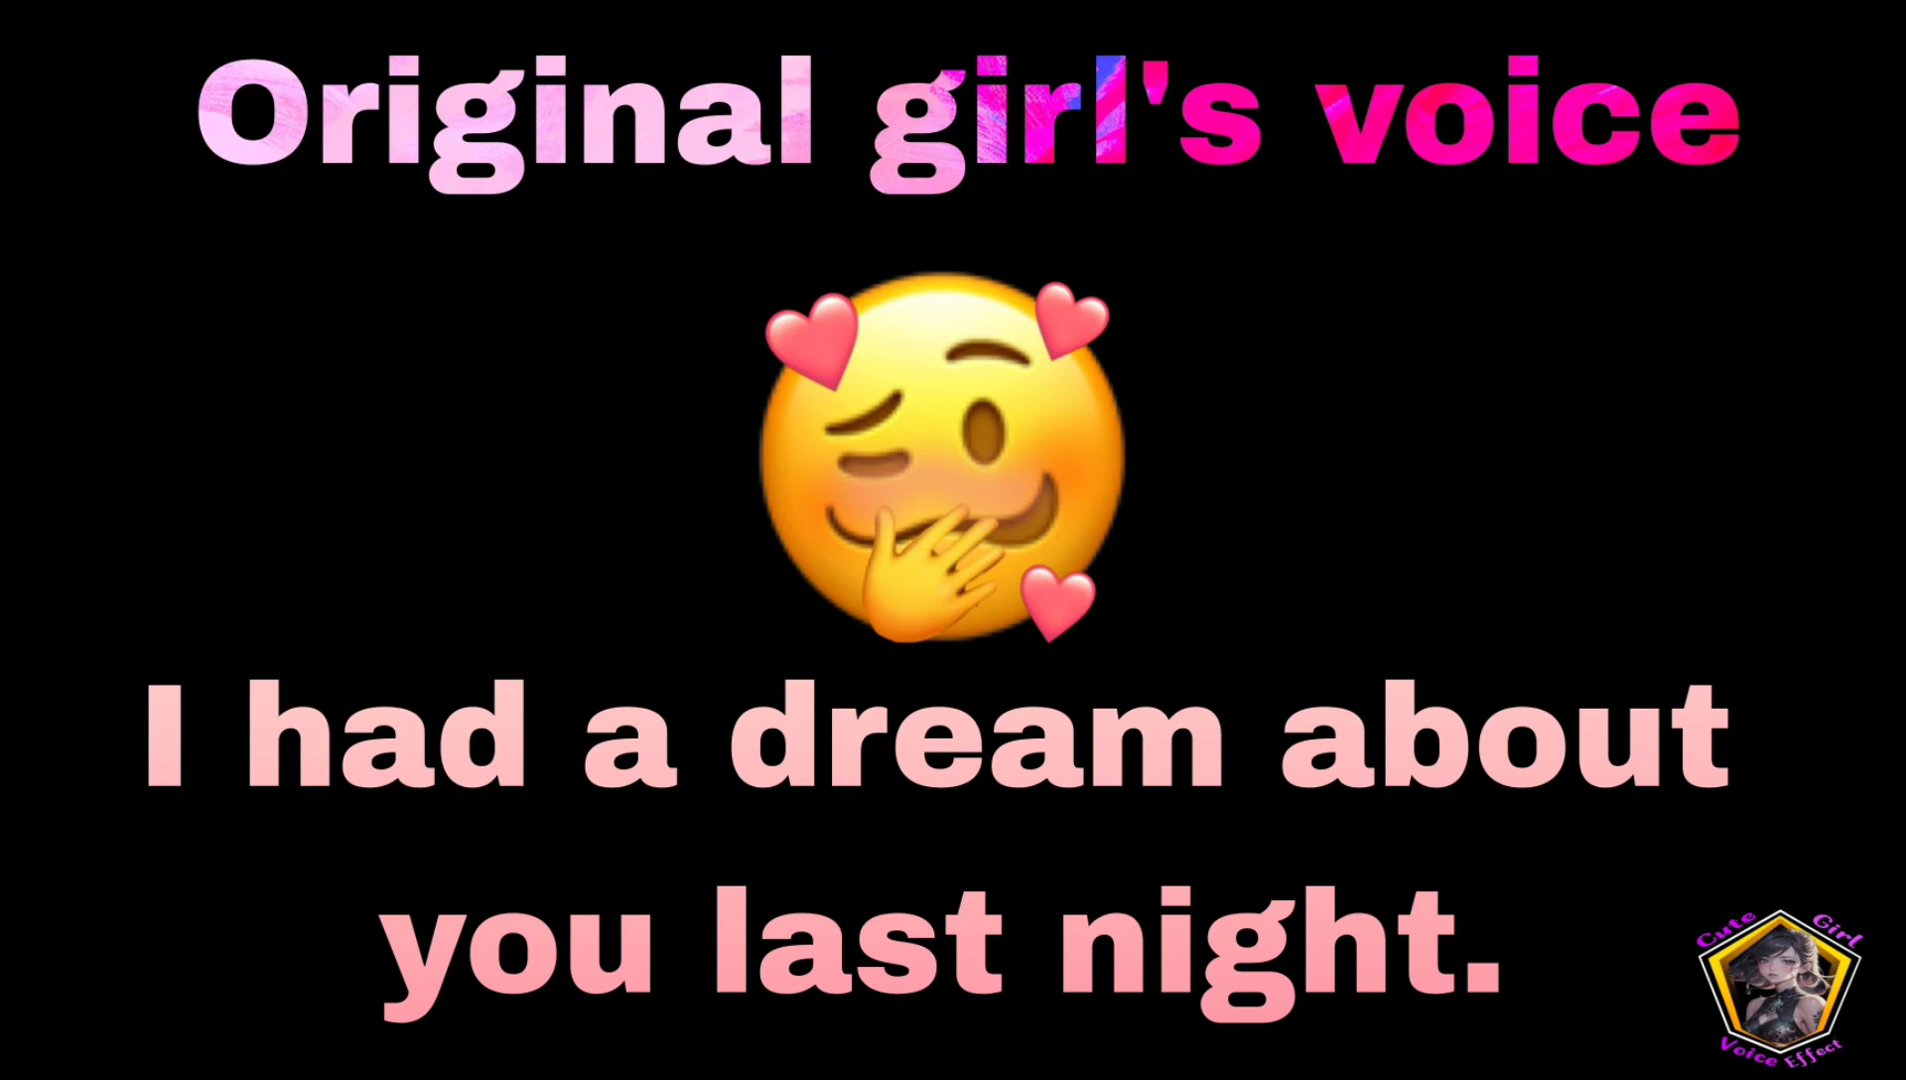 Original girl's voice
I had a dream about
you last night.
Cute Girl
Voice Effect